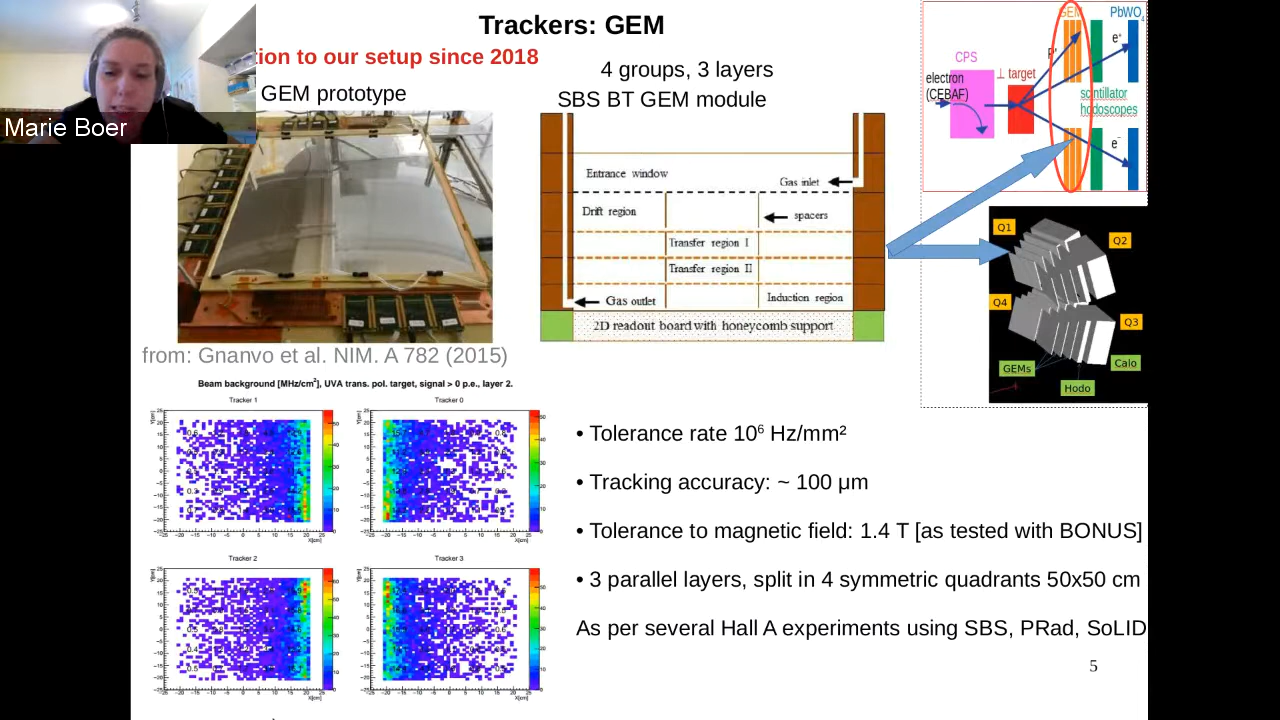 Trackers: GEM
tion to our setup since 2018
4 groups, 3 layers
GEM prototype
SBS BT GEM module
Marie Boer
Entrance window
Gas inlet
Drift region
spacers
Transfer region I
Transfer region II
Gas outlet
Induction region
2D readout board with honeycomb support
GEM
PbWO4
CPS
e+
P'
electron
(CEBAF)
⊥ target
scintillator
hodoscopes
e-
Q1
Q2
Q4
Q3
GEMs
Calo
Hodo
from: Gnanvo et al. NIM. A 782 (2015)
Beam background [MHz/cm²], UVA trans. pol. target, signal > 0 p.e., layer 2.
Tracker 1
Tracker 0
Tracker 2
Tracker 3
• Tolerance rate 10⁶ Hz/mm²
• Tracking accuracy: ~ 100 μm
• Tolerance to magnetic field: 1.4 T [as tested with BONUS]
• 3 parallel layers, split in 4 symmetric quadrants 50x50 cm
As per several Hall A experiments using SBS, PRad, SoLID
5